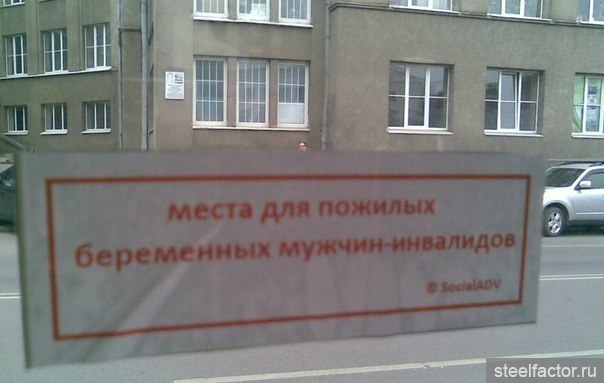 места для пожилых
беременных мужчин-инвалидов
© SocialADV
steelfactor.ru